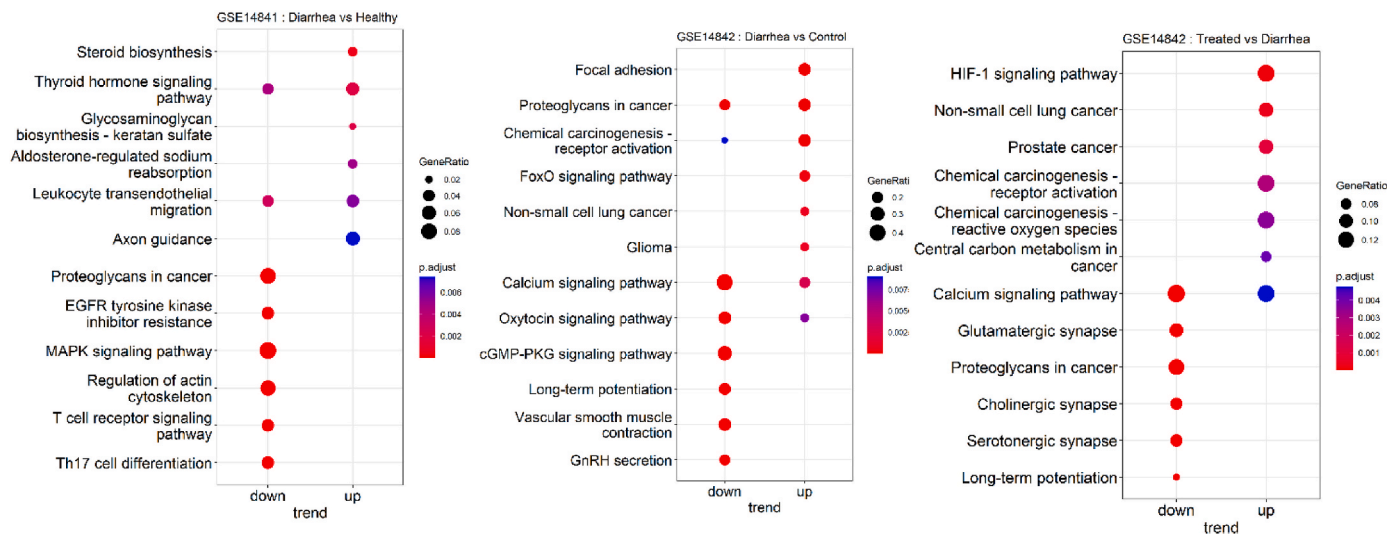 GSE14841 : Diarrhea vs Healthy
Steroid biosynthesis
Thyroid hormone signaling
pathway
Glycosaminoglycan
biosynthesis - keratan sulfate
Aldosterone-regulated sodium
reabsorption
Leukocyte transendothelial
migration
Axon guidance
Proteoglycans in cancer
EGFR tyrosine kinase
inhibitor resistance
MAPK signaling pathway
Regulation of actin
cytoskeleton
T cell receptor signaling
pathway
Th17 cell differentiation
down
up
trend
GeneRatio
0.02
0.04
0.06
0.08
p.adjust
0.006
0.004
0.002
GSE14842 : Diarrhea vs Control
Focal adhesion
Proteoglycans in cancer
Chemical carcinogenesis -
receptor activation
FoxO signaling pathway
Non-small cell lung cancer
Glioma
Calcium signaling pathway
Oxytocin signaling pathway
cGMP-PKG signaling pathway
Long-term potentiation
Vascular smooth muscle
contraction
GnRH secretion
down
up
trend
GeneRati
0.2
0.3
0.4
p.adjust
0.007
0.005
0.002
GSE14842 : Treated vs Diarrhea
HIF-1 signaling pathway
Non-small cell lung cancer
Prostate cancer
Chemical carcinogenesis -
receptor activation
Chemical carcinogenesis -
reactive oxygen species
Central carbon metabolism in
cancer
Calcium signaling pathway
Glutamatergic synapse
Proteoglycans in cancer
Cholinergic synapse
Serotonergic synapse
Long-term potentiation
down
up
trend
GeneRatio
0.08
0.10
0.12
p.adjust
0.004
0.003
0.002
0.001